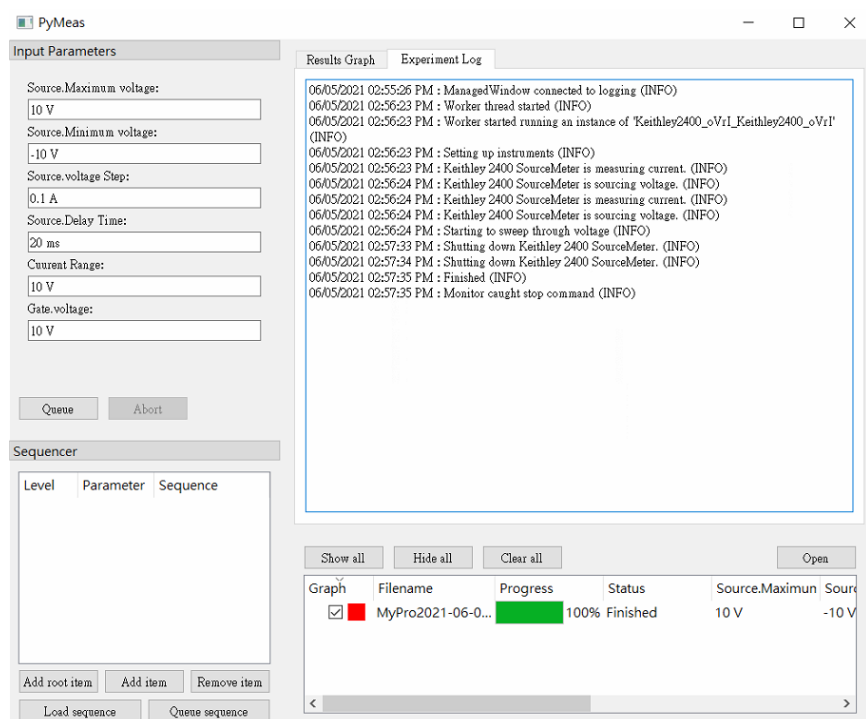 PyMeas
Input Parameters
Source.Maximum voltage:
10 V
Source.Minimum voltage:
-10 V
Source.voltage Step:
0.1 A
Source.Delay Time:
20 ms
Cuurent Range:
10 V
Gate.voltage:
10 V
Queue Abort
Sequencer
Level Parameter Sequence
Add root item Add item Remove item
Load sequence Queue sequence
Results Graph Experiment Log
06/05/2021 02:55:26 PM : ManagedWindow connected to logging (INFO)
06/05/2021 02:56:23 PM : Worker thread started (INFO)
06/05/2021 02:56:23 PM : Worker started running an instance of 'Keithley2400_oVrI_Keithley2400_oVrI'
(INFO)
06/05/2021 02:56:23 PM : Setting up instruments (INFO)
06/05/2021 02:56:23 PM : Keithley 2400 SourceMeter is measuring current. (INFO)
06/05/2021 02:56:24 PM : Keithley 2400 SourceMeter is sourcing voltage. (INFO)
06/05/2021 02:56:24 PM : Keithley 2400 SourceMeter is measuring current. (INFO)
06/05/2021 02:56:24 PM : Keithley 2400 SourceMeter is sourcing voltage. (INFO)
06/05/2021 02:56:24 PM : Starting to sweep through voltage (INFO)
06/05/2021 02:57:33 PM : Shutting down Keithley 2400 SourceMeter. (INFO)
06/05/2021 02:57:34 PM : Shutting down Keithley 2400 SourceMeter. (INFO)
06/05/2021 02:57:35 PM : Finished (INFO)
06/05/2021 02:57:35 PM : Monitor caught stop command (INFO)
Show all Hide all Clear all Open
Graph Filename Progress Status Source.Maximun Sourc
MyPro2021-06-0... 100% Finished 10 V -10 V